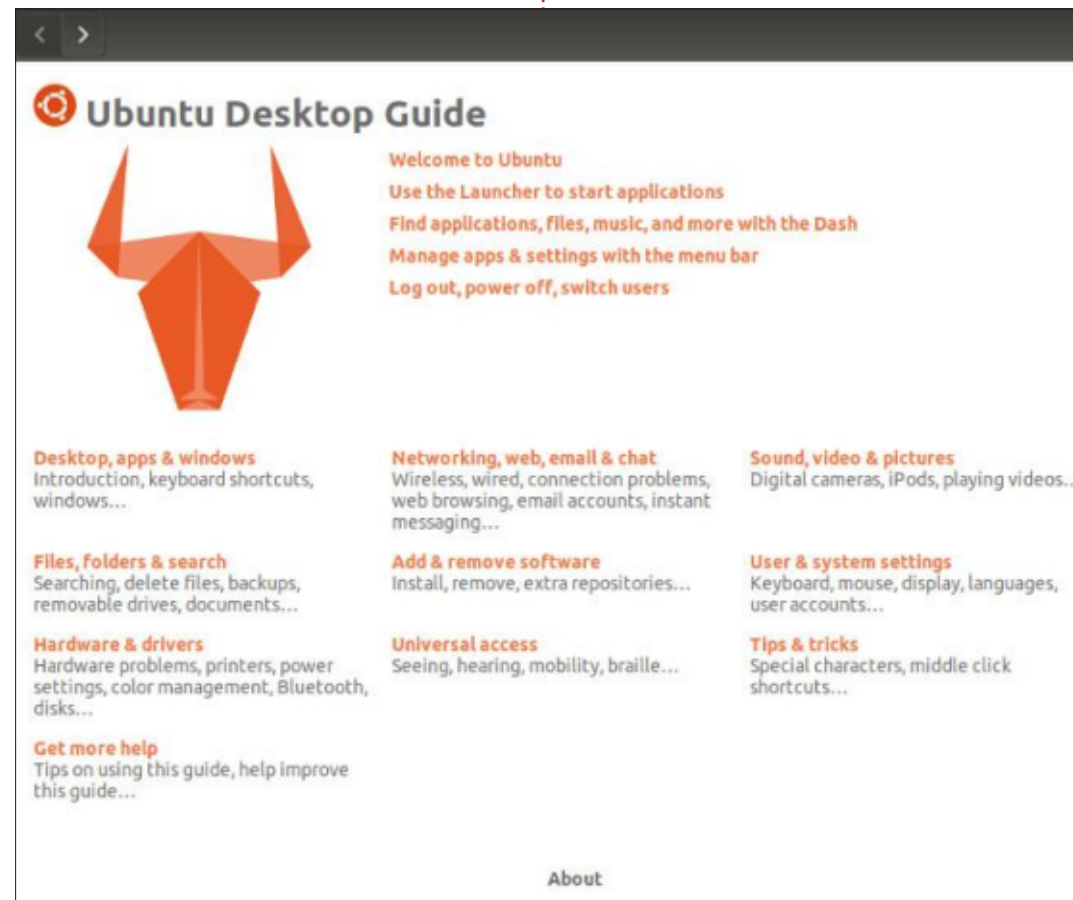 Ubuntu Desktop Guide
Welcome to Ubuntu
Use the Launcher to start applications
Find applications, files, music, and more with the Dash
Manage apps & settings with the menu bar
Log out, power off, switch users
Desktop, apps & windows
Introduction, keyboard shortcuts,
windows...
Networking, web, email & chat
Wireless, wired, connection problems,
web browsing, email accounts, instant
messaging...
Sound, video & pictures
Digital cameras, iPods, playing videos..
Files, folders & search
Searching, delete files, backups,
removable drives, documents...
Add & remove software
Install, remove, extra repositories...
User & system settings
Keyboard, mouse, display, languages,
user accounts...
Hardware & drivers
Hardware problems, printers, power
settings, color management, Bluetooth,
disks...
Universal access
Seeing, hearing, mobility, braille...
Tips & tricks
Special characters, middle click
shortcuts...
Get more help
Tips on using this guide, help improve
this guide...
About